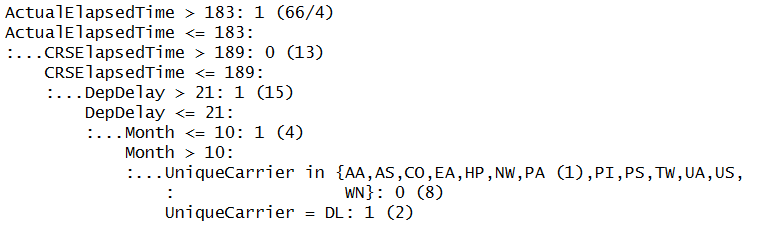 ActualElapsedTime > 183: 1 (66/4)
ActualElapsedTime <= 183:
:...CRSElapsedTime > 189: 0 (13)
    CRSElapsedTime <= 189:
    :...DepDelay > 21: 1 (15)
        DepDelay <= 21:
        :...Month <= 10: 1 (4)
            Month > 10:
            :...UniqueCarrier in {AA,AS,CO,EA,HP,NW,PA (1),PI,PS,TW,UA,US,
                :                 WN}: 0 (8)
                UniqueCarrier = DL: 1 (2)